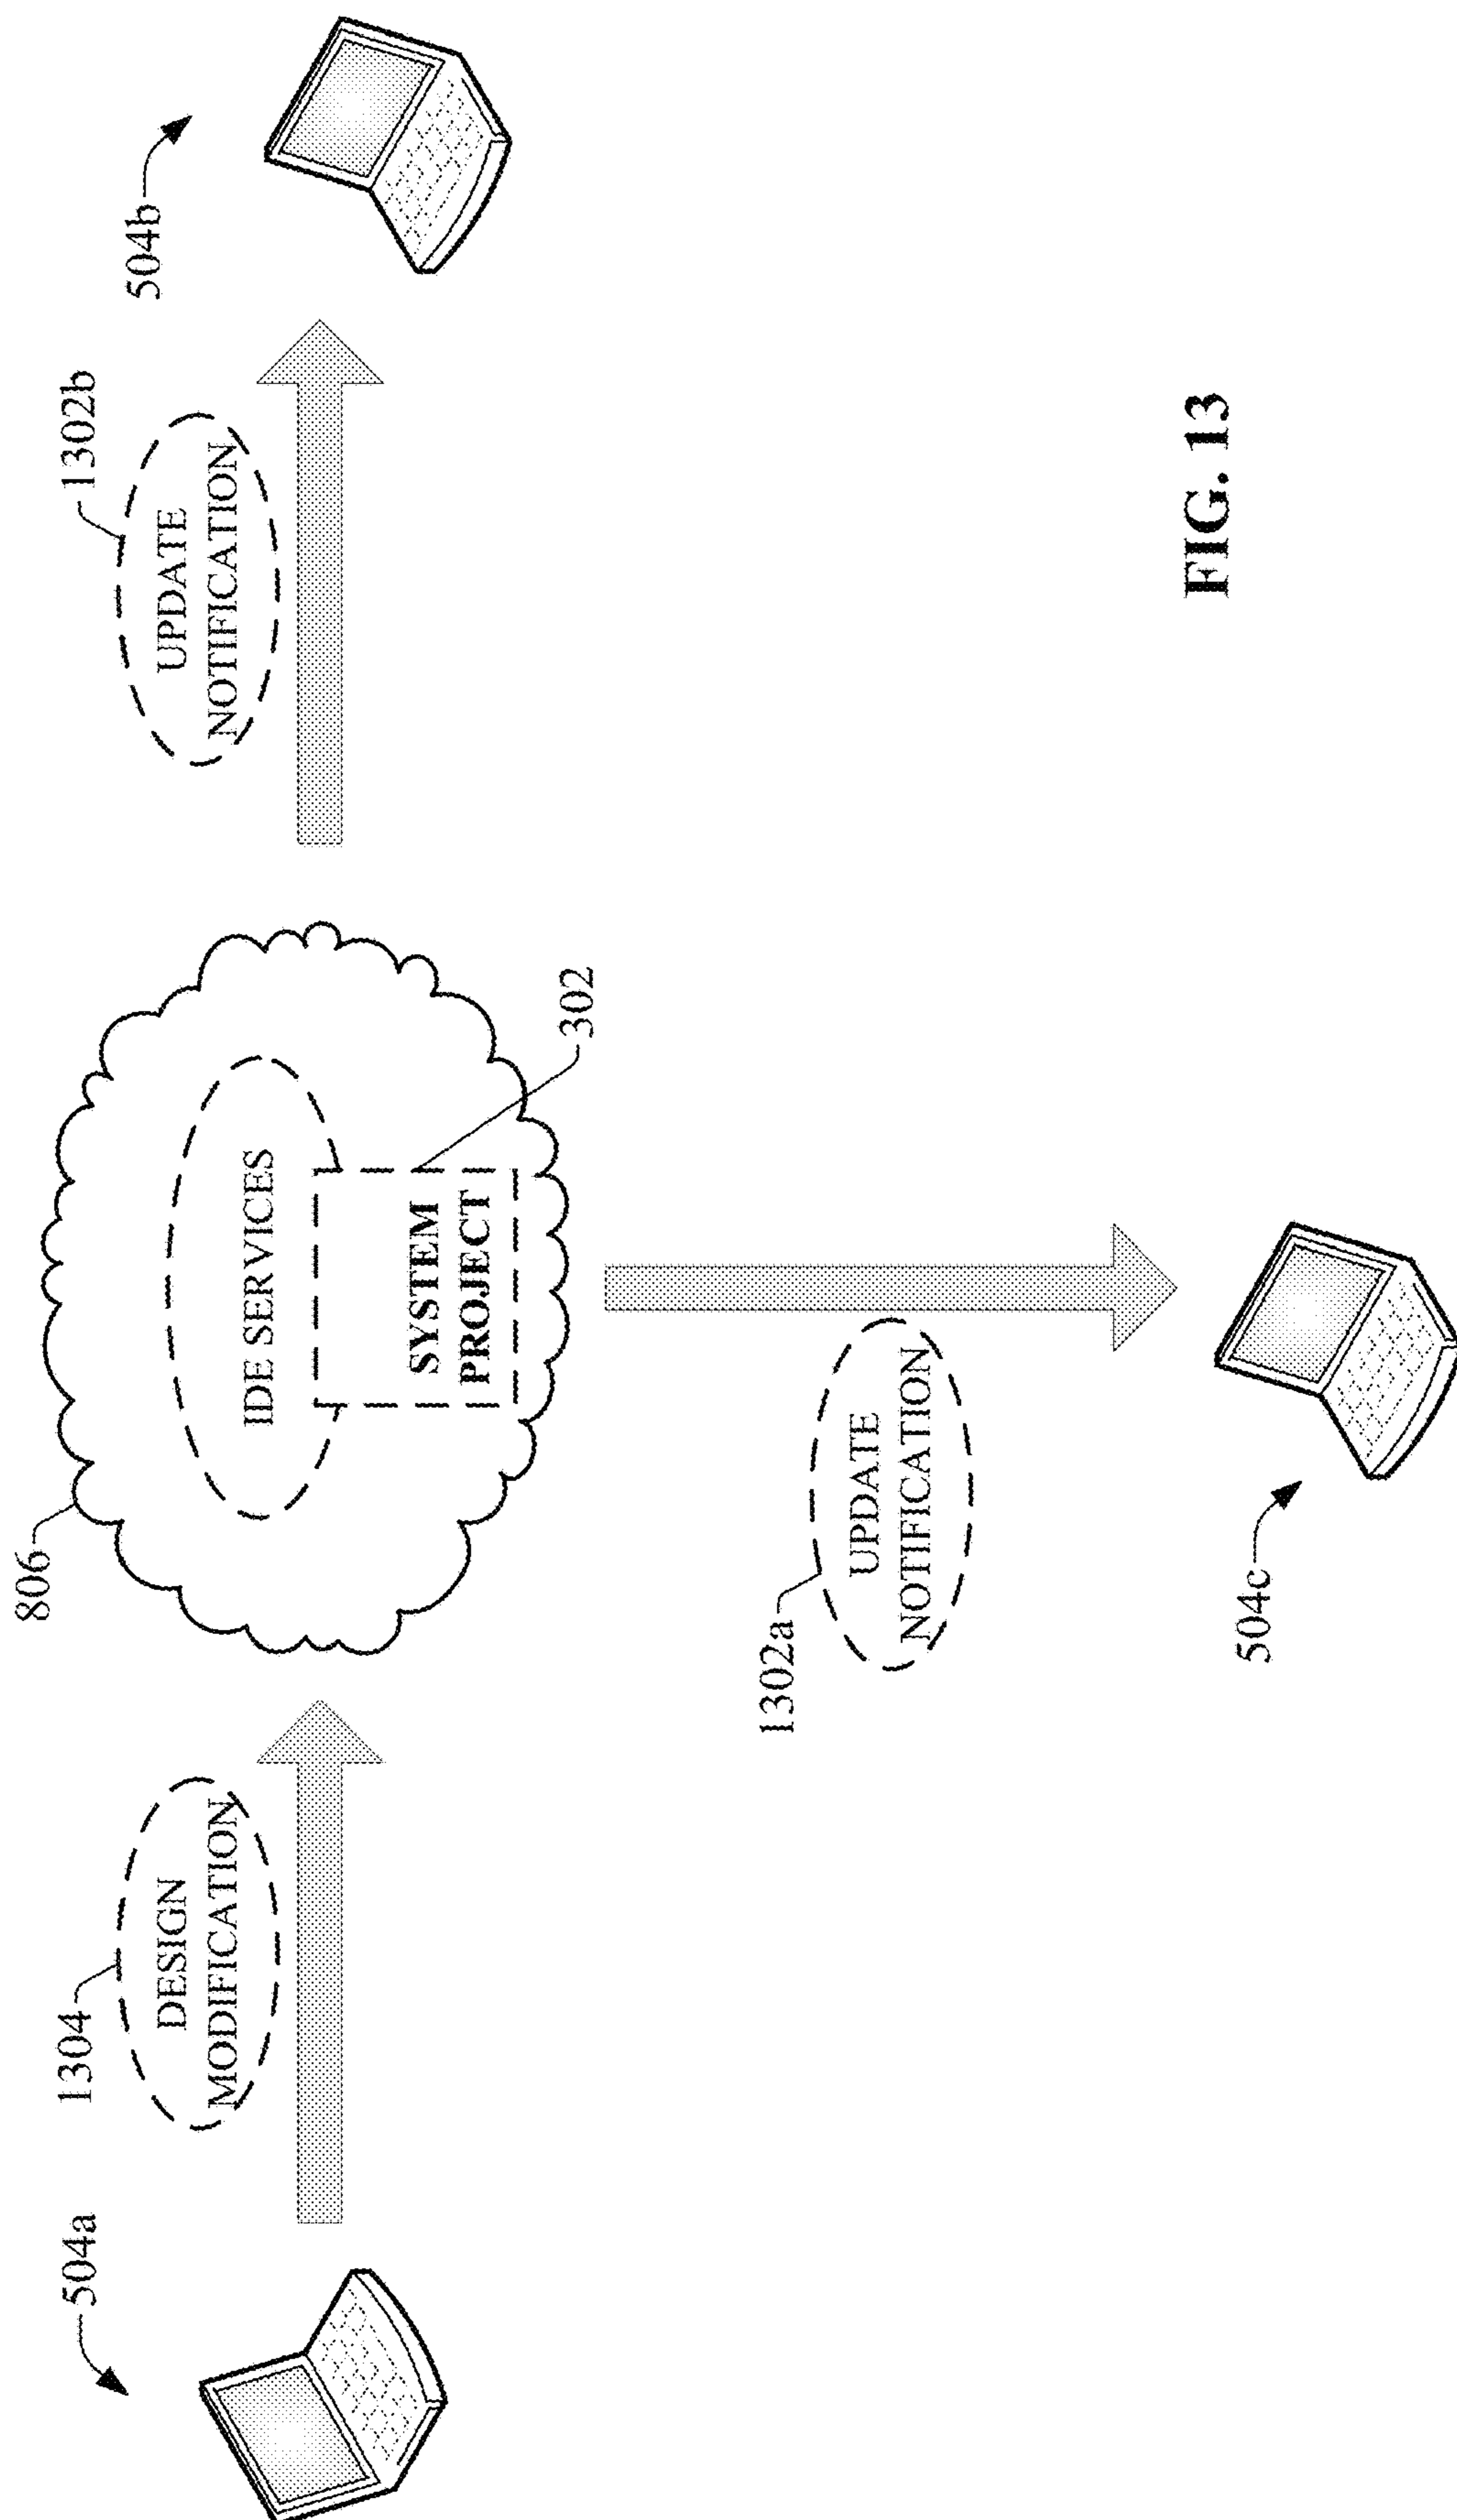 504a
1304
DESIGN
MODIFICATION
806
IDE SERVICES
SYSTEM
PROJECT
302
1302b
UPDATE
NOTIFICATION
504b
1302a
UPDATE
NOTIFICATION
504c
FIG. 13